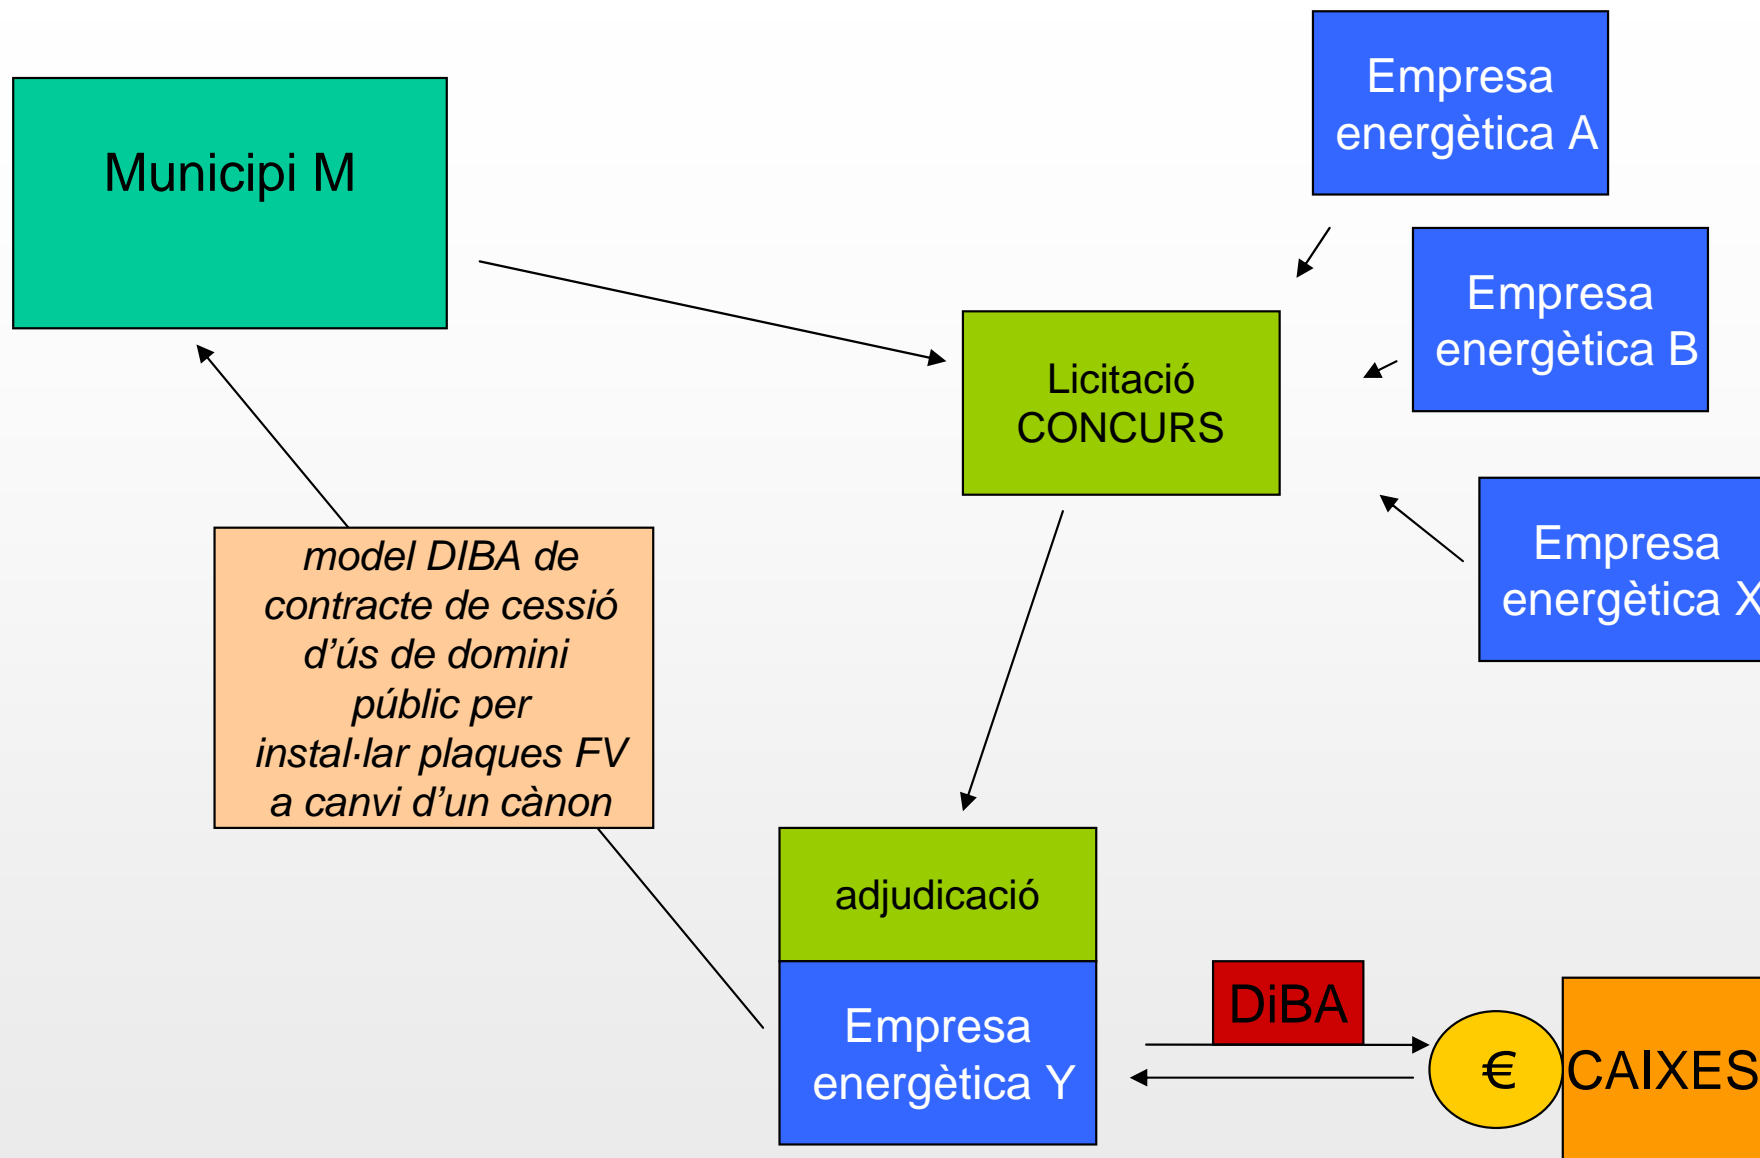 Municipi M
Empresa
energètica A
Empresa
energètica B
Licitació
CONCURS
Empresa
energètica X
model DIBA de
contracte de cessió
d'ús de domini
públic per
instal·lar plaques FV
a canvi d'un cànon
adjudicació
Empresa
energètica Y
DiBA
€
CAIXES